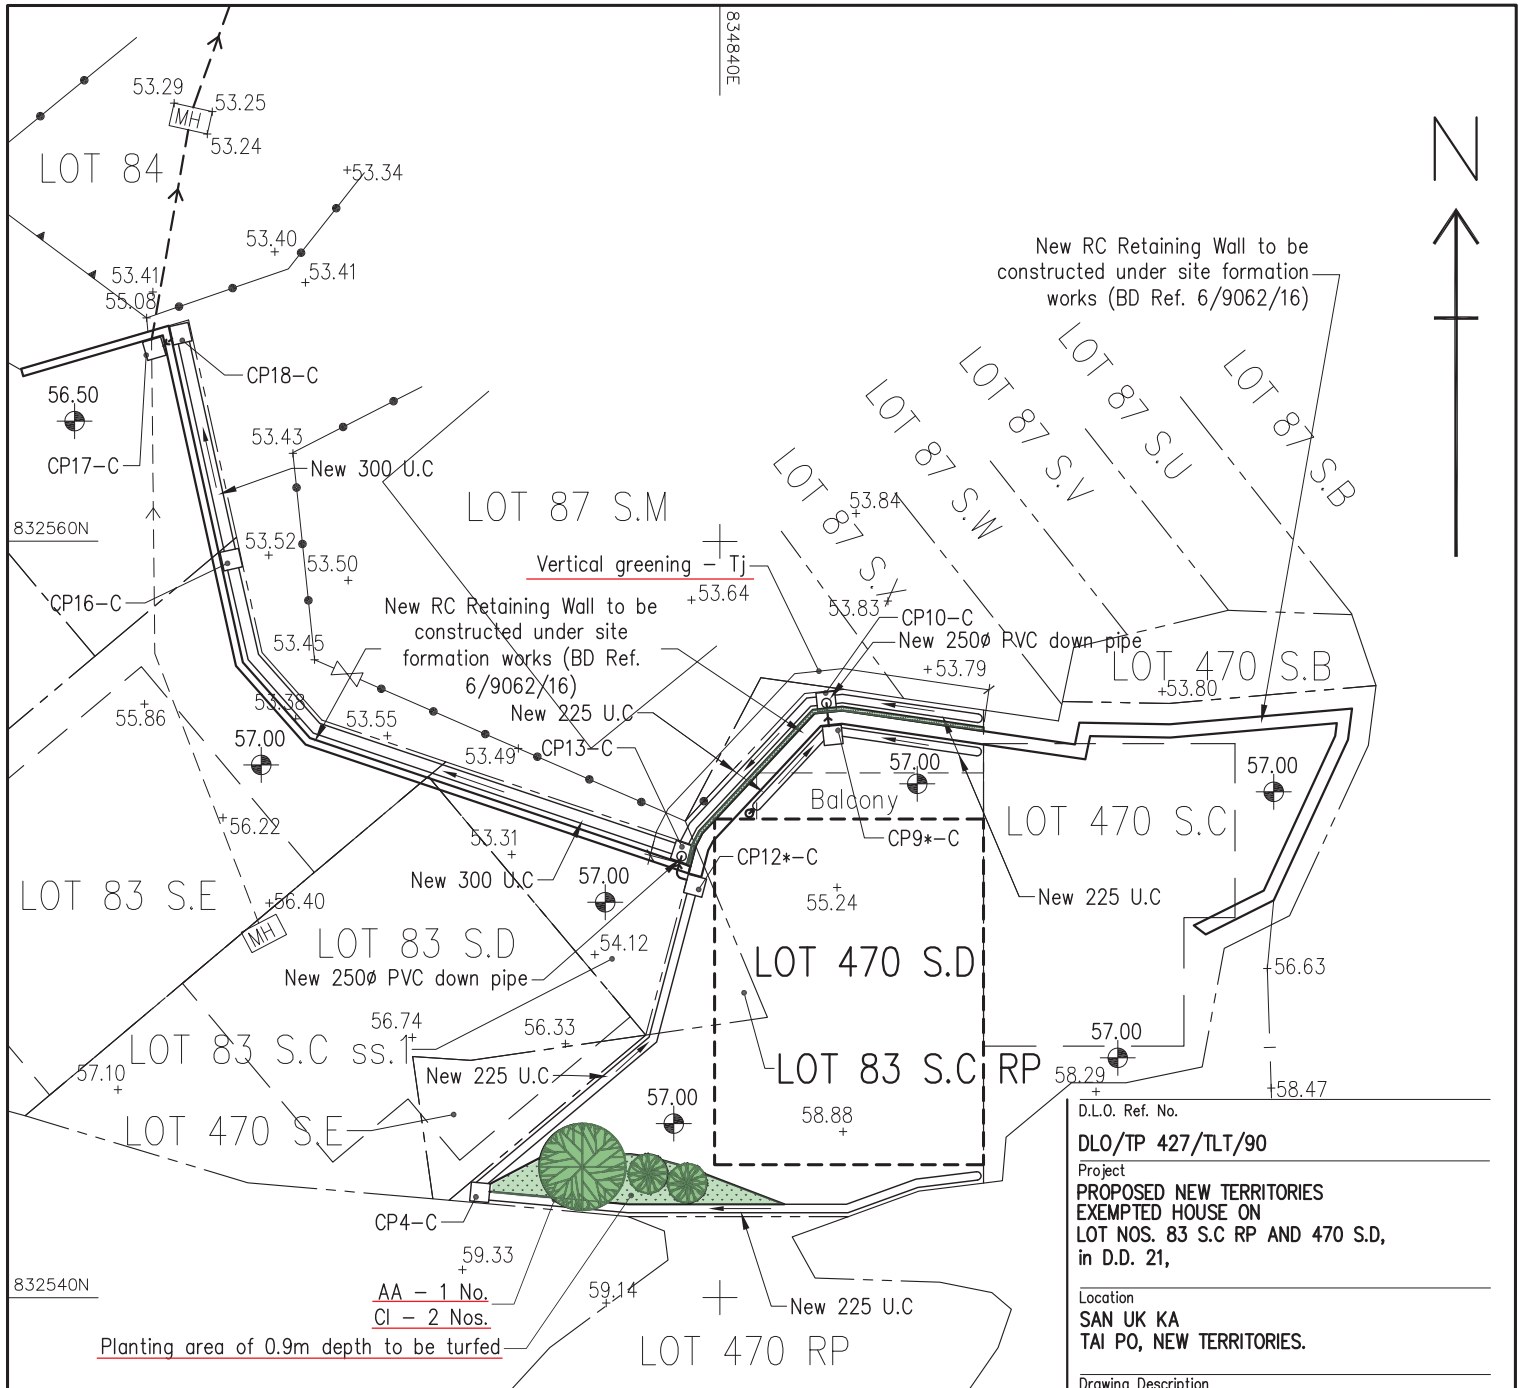 834840E
53.29
53.25
MH
53.24
LOT 84
53.34
53.40
53.41
53.41
55.08
N
New RC Retaining Wall to be
constructed under site formation
works (BD Ref. 6/9062/16)
CP18-C
56.50
53.43
CP17-C
New 300 U.C
LOT 87 S.M
LOT 87 S.X
LOT 87 S.W
LOT 87 S.V
LOT 87 S.U
LOT 87 S.B
53.84
832560N
53.52
53.50
Vertical greening - Tj
53.64
CP16-C
New RC Retaining Wall to be
constructed under site
formation works (BD Ref.
6/9062/16)
53.83
CP10-C
New 250ø PVC down pipe
53.45
53.79
LOT 470 S.B
53.80
55.86
53.38
53.55
New 225 U.C
57.00
53.49
CP13-C
57.00
57.00
Balcony
LOT 470 S.C
56.22
53.31
CP9*-C
CP12*-C
New 300 U.C
57.00
55.24
New 225 U.C
LOT 83 S.E
56.40
MH
LOT 83 S.D
54.12
LOT 470 S.D
56.63
New 250ø PVC down pipe
56.74
56.33
57.00
LOT 83 S.C ss.1
57.10
New 225 U.C
LOT 83 S.C RP
58.29
58.47
57.00
58.88
LOT 470 S.E
CP4-C
59.33
832540N
59.14
AA - 1 No.
CI - 2 Nos.
New 225 U.C
Planting area of 0.9m depth to be turfed
LOT 470 RP
D.L.O. Ref. No.
DLO/TP 427/TLT/90
Project
PROPOSED NEW TERRITORIES
EXEMPTED HOUSE ON
LOT NOS. 83 S.C RP AND 470 S.D,
in D.D. 21,
Location
SAN UK KA
TAI PO, NEW TERRITORIES.
Drawing Description